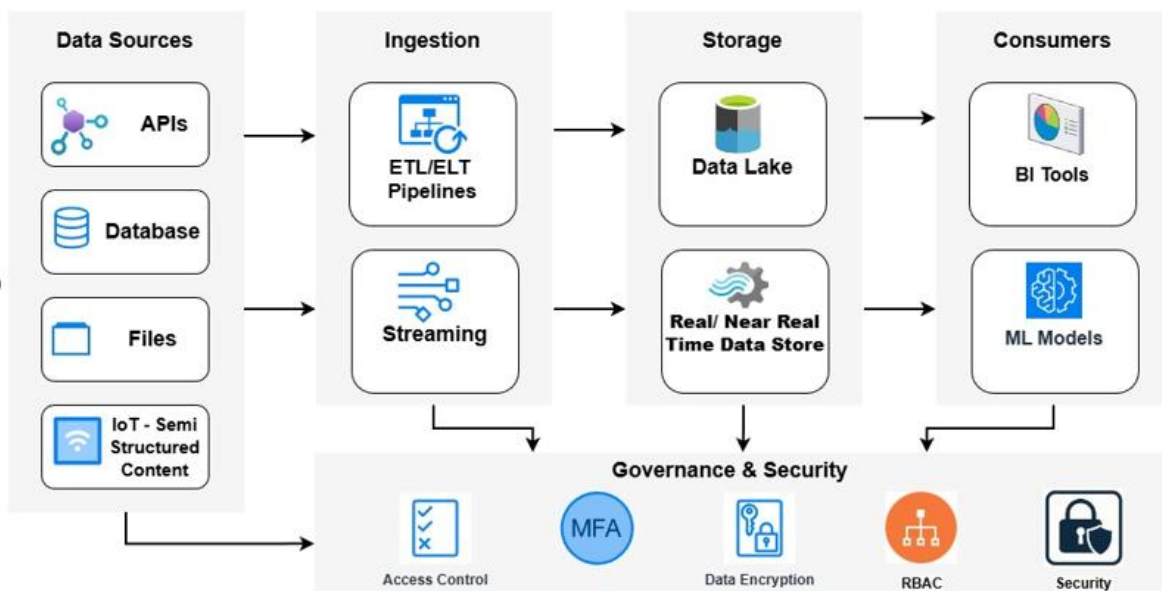 Data Sources
APIs
Database
Files
IoT - Semi
Structured
Content
Ingestion
ETL/ELT
Pipelines
Streaming
Storage
Data Lake
Real/ Near Real
Time Data Store
Consumers
BI Tools
ML Models
Governance & Security
Access Control
MFA
Data Encryption
RBAC
Security